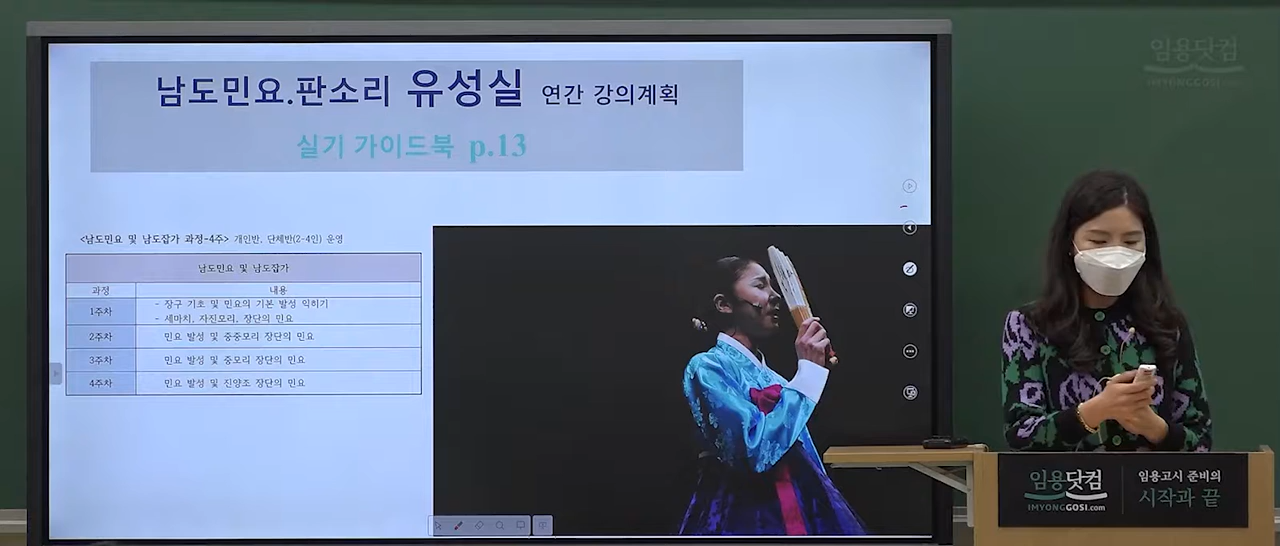 남도민요.판소리 유성실 연간 강의계획
실기 가이드북 p.13
<남도민요 및 남도잡가 과정-4주> 개인반, 단체반(2-4인) 운영
남도민요 및 남도잡가
과정 내용
1주차 - 장구 기초 및 민요의 기본 발성 익히기
- 세마치, 자진모리, 장단의 민요
2주차 민요 발성 및 중중모리 장단의 민요
3주차 민요 발성 및 중모리 장단의 민요
4주차 민요 발성 및 진양조 장단의 민요
임용닷컴
IMYONGGOSI.com
임용닷컴
IMYONGGOSI.com
임용고시 준비의
시작과 끝